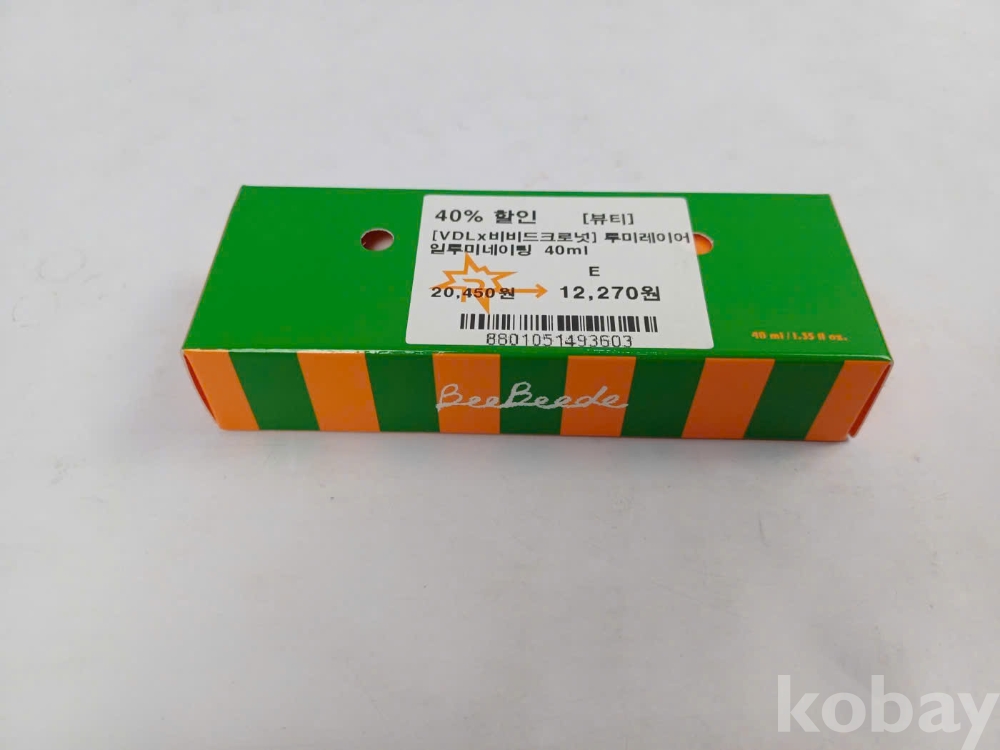 40% 할인 [뷰티]
[VDLx비비드크로넛] 루미레이어
일루미네이팅 40ml
E
20,450원 12,270원
8801051493603
40 ml / 1.35 fl oz.
BeeBeede
kobay